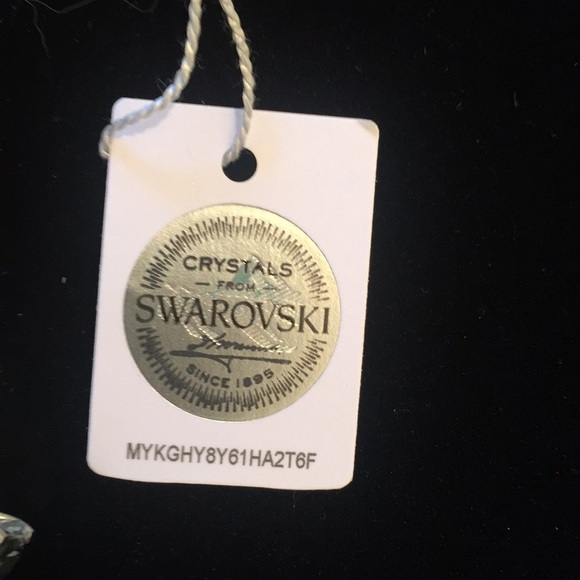 CRYSTALS
— FROM —
SWAROVSKI
SINCE 1895
MYKGHY8Y61HA2T6F